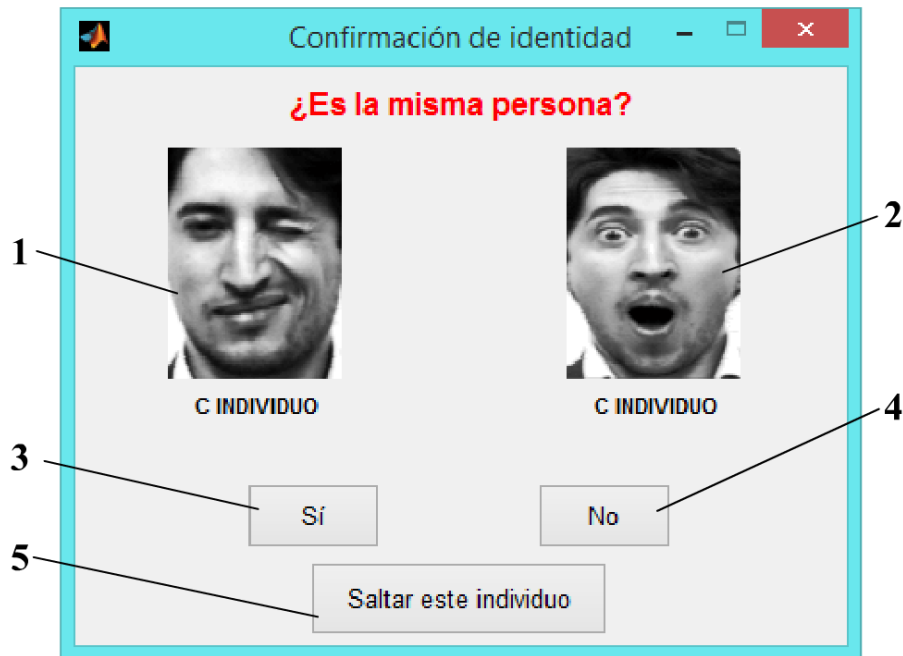 Confirmación de identidad
¿Es la misma persona?
1
2
C INDIVIDUO
C INDIVIDUO
3
4
Sí
No
5
Saltar este individuo